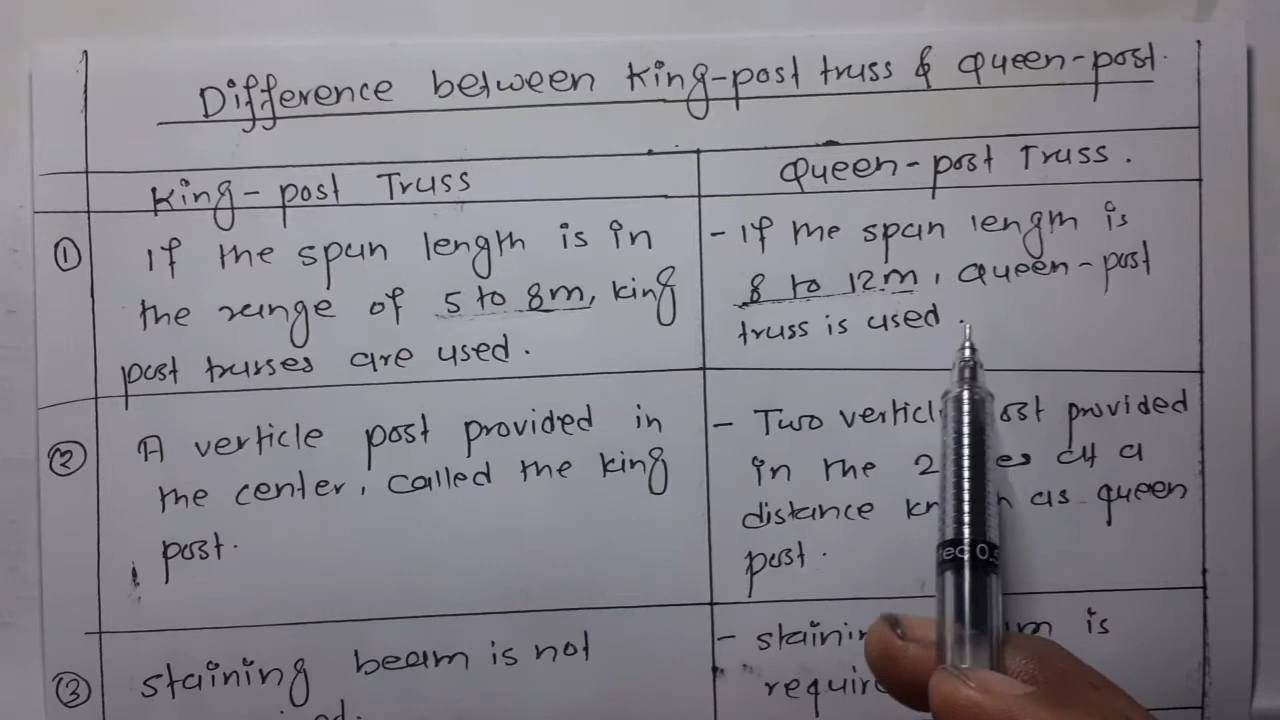 Difference between King-post truss & Queen-post.
King-post Truss
Queen-post Truss.
①
If the span length is in
the range of 5 to 8m, king
post trusses are used.
- If the span length is
8 to 12m, Queen-post
truss is used.
②
A verticle post provided in
the center, called the king
post.
- Two post provided
in the 2 at a
distance as queen
post.
③
staining beam is not
- is